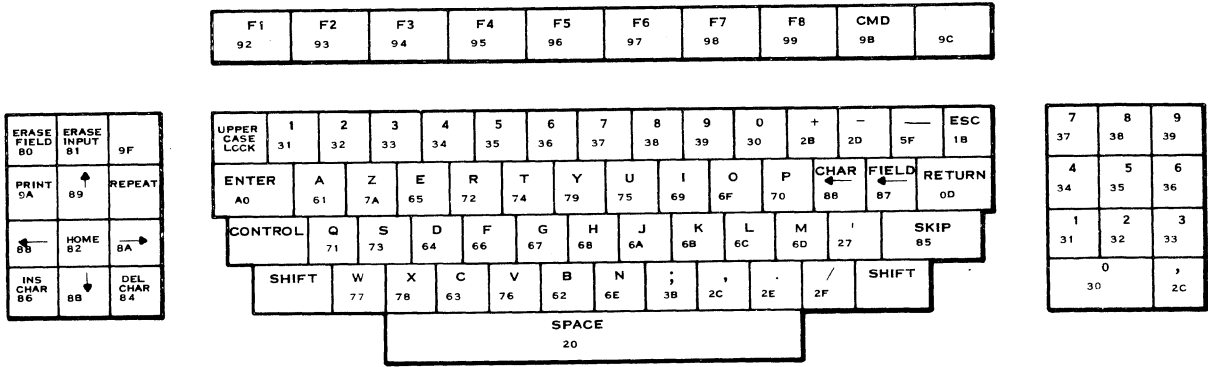 F1 F2 F3 F4 F5 F6 F7 F8 CMD
92 93 94 95 96 97 98 99 9B 9C
ERASE FIELD 80 ERASE INPUT 81 9F
PRINT 9A 89 REPEAT
88 HOME 82 8A
INS CHAR 86 8B DEL CHAR 84
UPPER CASE LOCK 1 2 3 4 5 6 7 8 9 0 + - — ESC
31 32 33 34 35 36 37 38 39 30 2B 2D 5F 1B
ENTER A Z E R T Y U I O P CHAR FIELD RETURN
A0 61 7A 65 72 74 79 75 69 6F 70 88 87 0D
CONTROL Q S D F G H J K L M ' SKIP
71 73 64 66 67 68 6A 6B 6C 6D 27 85
SHIFT W X C V B N ; , . / SHIFT
77 78 63 76 62 6E 3B 2C 2E 2F
SPACE
20
7 8 9
37 38 39
4 5 6
34 35 36
1 2 3
31 32 33
0 ,
30 2C